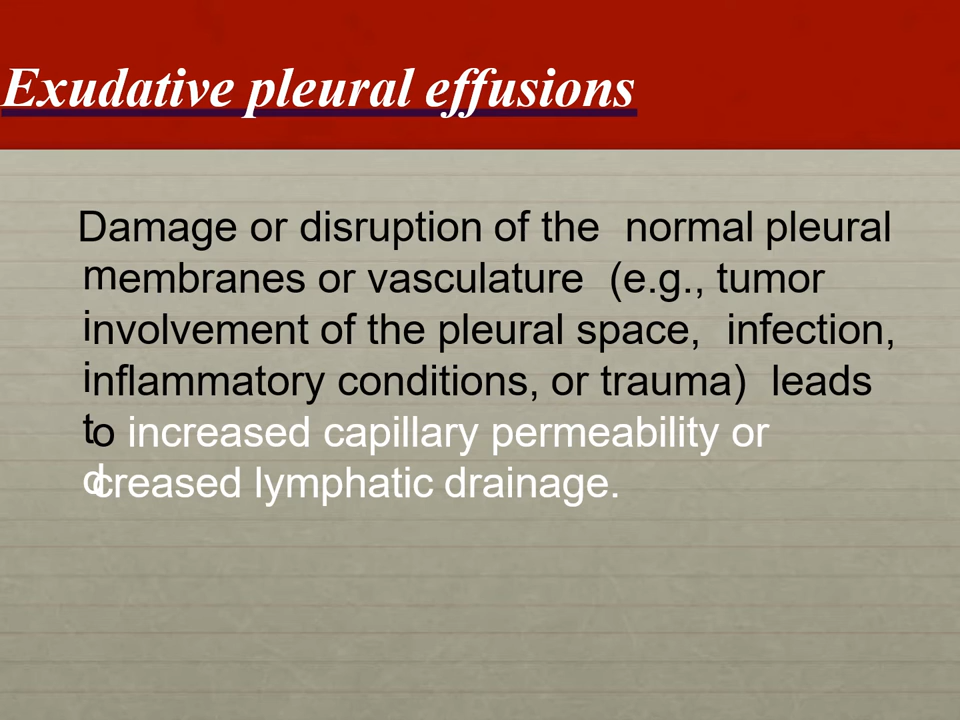 Exudative pleural effusions
Damage or disruption of the normal pleural
membranes or vasculature (e.g., tumor
involvement of the pleural space, infection,
inflammatory conditions, or trauma) leads
to increased capillary permeability or
dcreased lymphatic drainage.